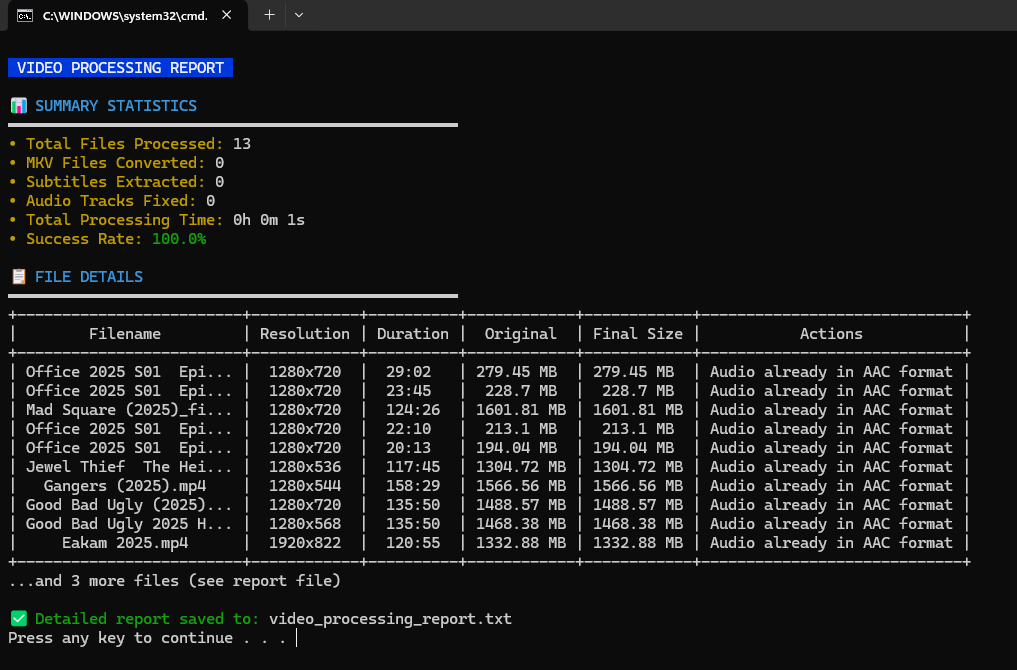 C:\WINDOWS\system32\cmd.
VIDEO PROCESSING REPORT
📊 SUMMARY STATISTICS
• Total Files Processed: 13
• MKV Files Converted: 0
• Subtitles Extracted: 0
• Audio Tracks Fixed: 0
• Total Processing Time: 0h 0m 1s
• Success Rate: 100.0%
📋 FILE DETAILS
+-------------------------+------------+----------+------------+------------+-----------------------------+
| Filename | Resolution | Duration | Original | Final Size | Actions |
+-------------------------+------------+----------+------------+------------+-----------------------------+
| Office 2025 S01  Epi... | 1280x720 | 29:02 | 279.45 MB | 279.45 MB | Audio already in AAC format |
| Office 2025 S01  Epi... | 1280x720 | 23:45 | 228.7 MB | 228.7 MB | Audio already in AAC format |
| Mad Square (2025)_fi... | 1280x720 | 124:26 | 1601.81 MB | 1601.81 MB | Audio already in AAC format |
| Office 2025 S01  Epi... | 1280x720 | 22:10 | 213.1 MB | 213.1 MB | Audio already in AAC format |
| Office 2025 S01  Epi... | 1280x720 | 20:13 | 194.04 MB | 194.04 MB | Audio already in AAC format |
| Jewel Thief  The Hei... | 1280x536 | 117:45 | 1304.72 MB | 1304.72 MB | Audio already in AAC format |
| Gangers (2025).mp4 | 1280x544 | 158:29 | 1566.56 MB | 1566.56 MB | Audio already in AAC format |
| Good Bad Ugly (2025)... | 1280x720 | 135:50 | 1488.57 MB | 1488.57 MB | Audio already in AAC format |
| Good Bad Ugly 2025 H... | 1280x568 | 135:50 | 1468.38 MB | 1468.38 MB | Audio already in AAC format |
| Eakam 2025.mp4 | 1920x822 | 120:55 | 1332.88 MB | 1332.88 MB | Audio already in AAC format |
+-------------------------+------------+----------+------------+------------+-----------------------------+
...and 3 more files (see report file)
✅ Detailed report saved to: video_processing_report.txt
Press any key to continue . . .